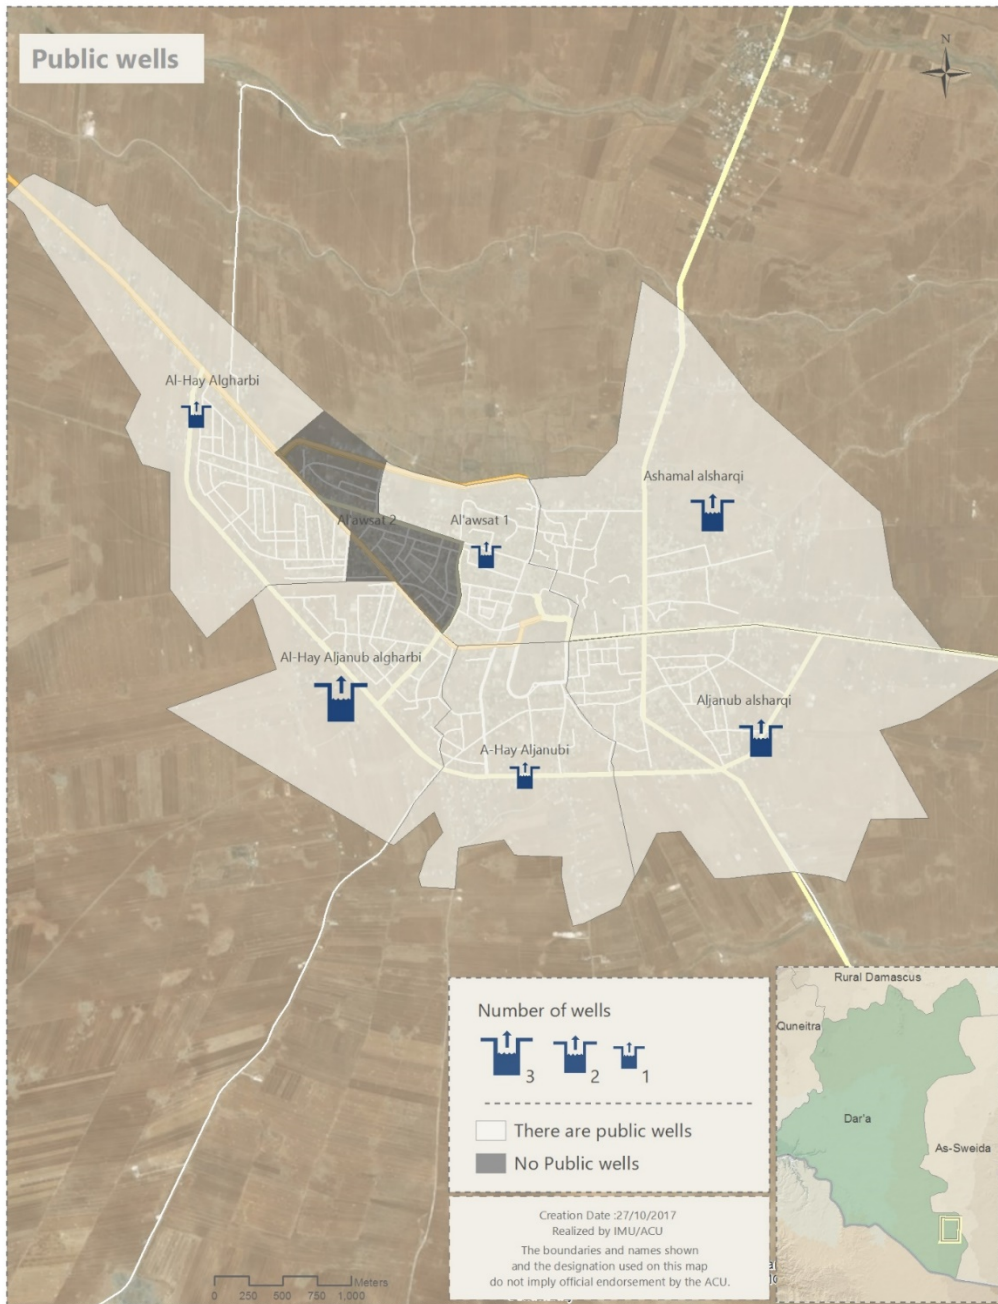 Public wells
N
Al-Hay Algharbi
Ashamal alsharqi
Al'awsat 2
Al'awsat 1
Al-Hay Aljanub algharbi
Aljanub alsharqi
A-Hay Aljanubi
Number of wells
3 2 1
There are public wells
No Public wells
Creation Date :27/10/2017
Realized by IMU/ACU
The boundaries and names shown
and the designation used on this map
do not imply official endorsement by the ACU.
Meters
0 250 500 750 1,000
Rural Damascus
Quneitra
Dar'a
As-Sweida